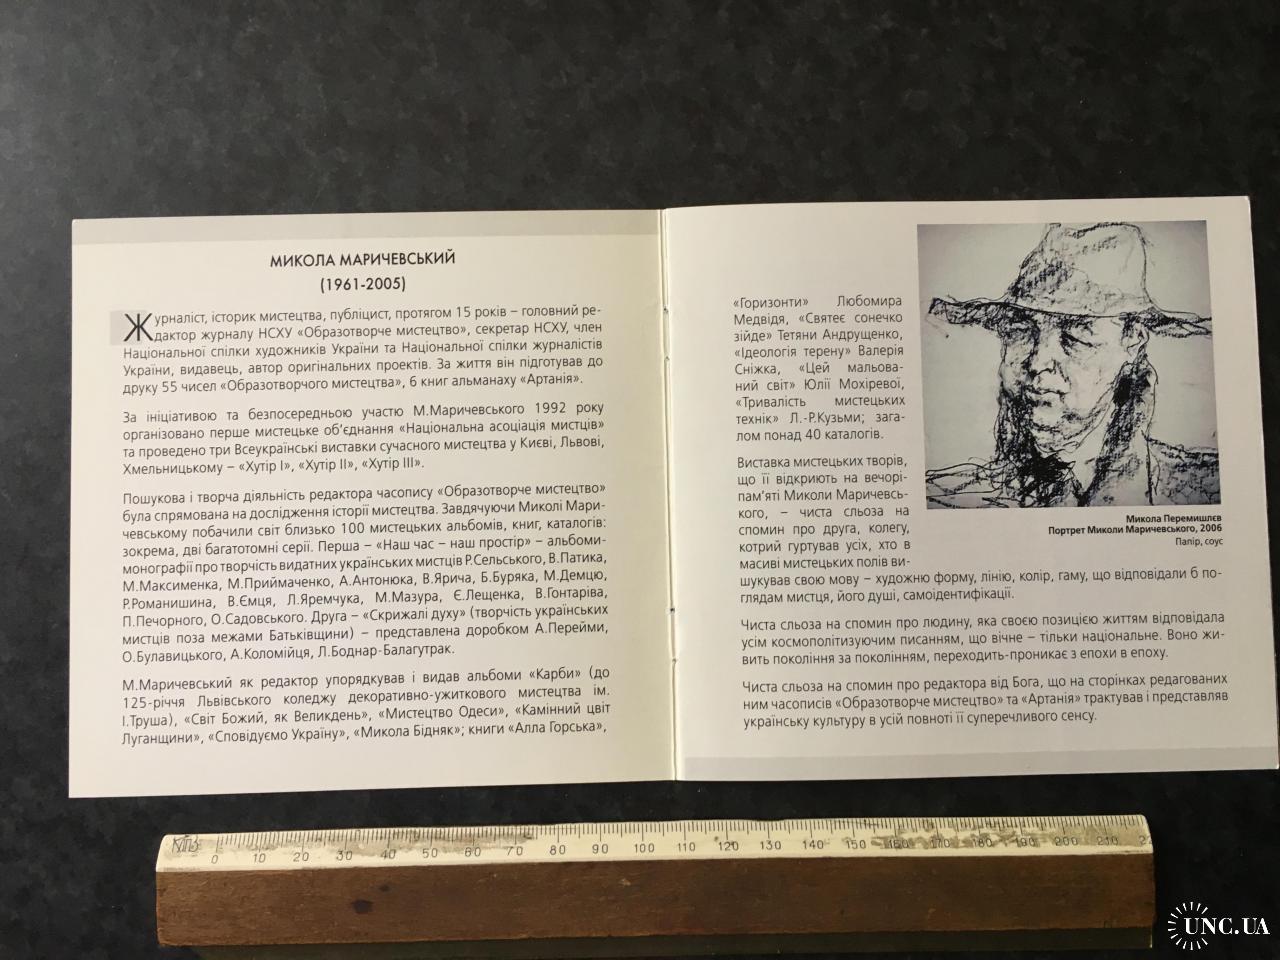 МИКОЛА МАРИЧЕВСЬКИЙ
(1961-2005)
Журналіст, історик мистецтва, публіцист, протягом 15 років – головний ре-
дактор журналу НСХУ «Образотворче мистецтво», секретар НСХУ, член
Національної спілки художників України та Національної спілки журналістів
України, видавець, автор оригінальних проектів. За життя він підготував до
друку 55 чисел «Образотворчого мистецтва», 6 книг альманаху «Артанія».
За ініціативою та безпосередньою участю М.Маричевського 1992 року
організовано перше мистецьке об’єднання «Національна асоціація мистців»
та проведено три Всеукраїнські виставки сучасного мистецтва у Києві, Львові,
Хмельницькому – «Хутір І», «Хутір ІІ», «Хутір ІІІ».
Пошукова і творча діяльність редактора часопису «Образотворче мистецтво»
була спрямована на дослідження історії мистецтва. Завдячуючи Миколі Мари-
чевському побачили світ близько 100 мистецьких альбомів, книг, каталогів:
зокрема, дві багатотомні серії. Перша – «Наш час – наш простір» – альбоми-
монографії про творчість видатних українських мистців Р.Сельського, В.Патика,
М.Максименка, М.Приймаченко, А.Антонюка, В.Ярича, Б.Буряка, М.Демцю,
Р.Романишина, В.Ємця, Л.Яремчука, М.Мазура, Є.Лещенка, В.Гонтаріва,
П.Печорного, О.Садовського. Друга – «Скрижалі духу» (творчість українських
мистців поза межами Батьківщини) – представлена доробком А.Перейми,
О.Булавицького, А.Коломійця, Л.Боднар-Балагутрак.
М.Маричевський як редактор упорядкував і видав альбоми «Карби» (до
125-річчя Львівського коледжу декоративно-ужиткового мистецтва ім.
І.Труша), «Світ Божий, як Великдень», «Мистецтво Одеси», «Камінний цвіт
Луганщини», «Сповідуємо Україну», «Микола Бідняк»; книги «Алла Горська»,
«Горизонти» Любомира
Медвідя, «Святеє сонечко
зійде» Тетяни Андрущенко,
«Ідеологія терену» Валерія
Сніжка, «Цей мальова-
ний світ» Юлії Мохіревої,
«Тривалість мистецьких
технік» Л.-Р.Кузьми; зага-
лом понад 40 каталогів.
Виставка мистецьких творів,
що її відкриють на вечорі-
пам’яті Миколи Маричевсь-
кого, – чиста сльоза на
спомин про друга, колегу,
котрий гуртував усіх, хто в
масиві мистецьких полів ви-
шукував свою мову – художню форму, лінію, колір, гаму, що відповідали б по-
глядам мистця, його душі, самоідентифікації.
Чиста сльоза на спомин про людину, яка своєю позицією життям відповідала
усім космополітизуючим писанням, що вічне – тільки національне. Воно жи-
вить покоління за поколінням, переходить-проникає з епохи в епоху.
Чиста сльоза на спомин про редактора від Бога, що на сторінках редагованих
ним часописів «Образотворче мистецтво» та «Артанія» трактував і представляв
українську культуру в усій повноті її суперечливого сенсу.
Микола Перемишлєв
Портрет Миколи Маричевського, 2006
Папір, соус
0 10 20 30 40 50 60 70 80 90 100 110 120 130 140 150 160 170 180 190 200 210
UNC.UA